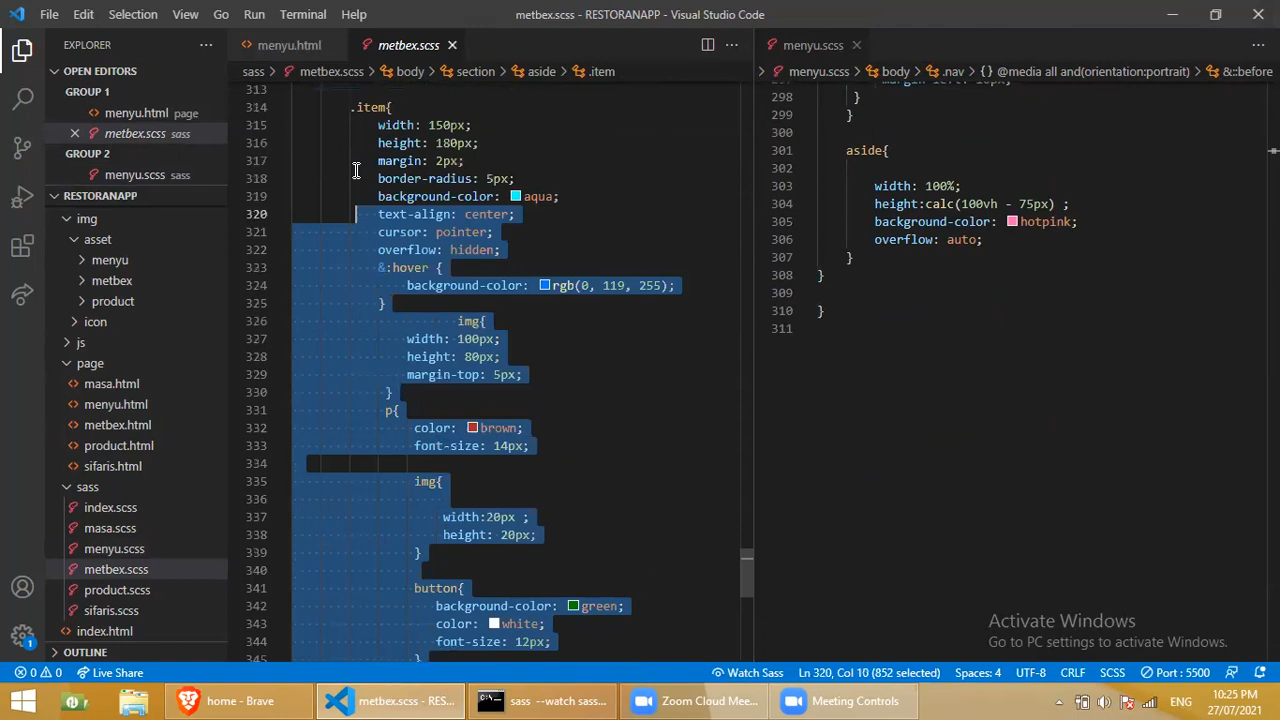 File Edit Selection View Go Run Terminal Help metbex.scss - RESTORANAPP - Visual Studio Code
EXPLORER
OPEN EDITORS
GROUP 1
menyu.html
metbex.scss sass
GROUP 2
menyu.scss sass
RESTORANAPP
img
asset
menyu
metbex
product
icon
js
page
masa.html
menyu.html
metbex.html
product.html
sifaris.html
sass
index.scss
masa.scss
menyu.scss
metbex.scss
product.scss
sifaris.scss
index.html
OUTLINE
menyu.html metbex.scss
sass > metbex.scss > body > section > aside > .item
313
314 .item{
315 width: 150px;
316 height: 180px;
317 margin: 2px;
318 border-radius: 5px;
319 background-color: aqua;
320 text-align: center;
321 cursor: pointer;
322 overflow: hidden;
323 &:hover {
324 background-color: rgb(0, 119, 255);
325 }
326 img{
327 width: 100px;
328 height: 80px;
329 margin-top: 5px;
330 }
331 p{
332 color: brown;
333 font-size: 14px;
334
335 img{
336
337 width:20px ;
338 height: 20px;
339 }
340
341 button{
342 background-color: green;
343 color: white;
344 font-size: 12px;
345 }
menyu.scss
> menyu.scss > body > .nav > {} @media all and(orientation:portrait) > &::before
298 }
299 }
300
301 aside{
302
303 width: 100%;
304 height:calc(100vh - 75px) ;
305 background-color: hotpink;
306 overflow: auto;
307 }
308 }
309
310 }
311
Activate Windows
Go to PC settings to activate Windows.
1
0 0 Live Share Watch Sass Ln 320, Col 10 (852 selected) Spaces: 4 UTF-8 CRLF SCSS Port : 5500
home - Brave metbex.scss - RES... sass --watch sass... Zoom Cloud Mee... Meeting Controls ENG 10:25 PM
27/07/2021